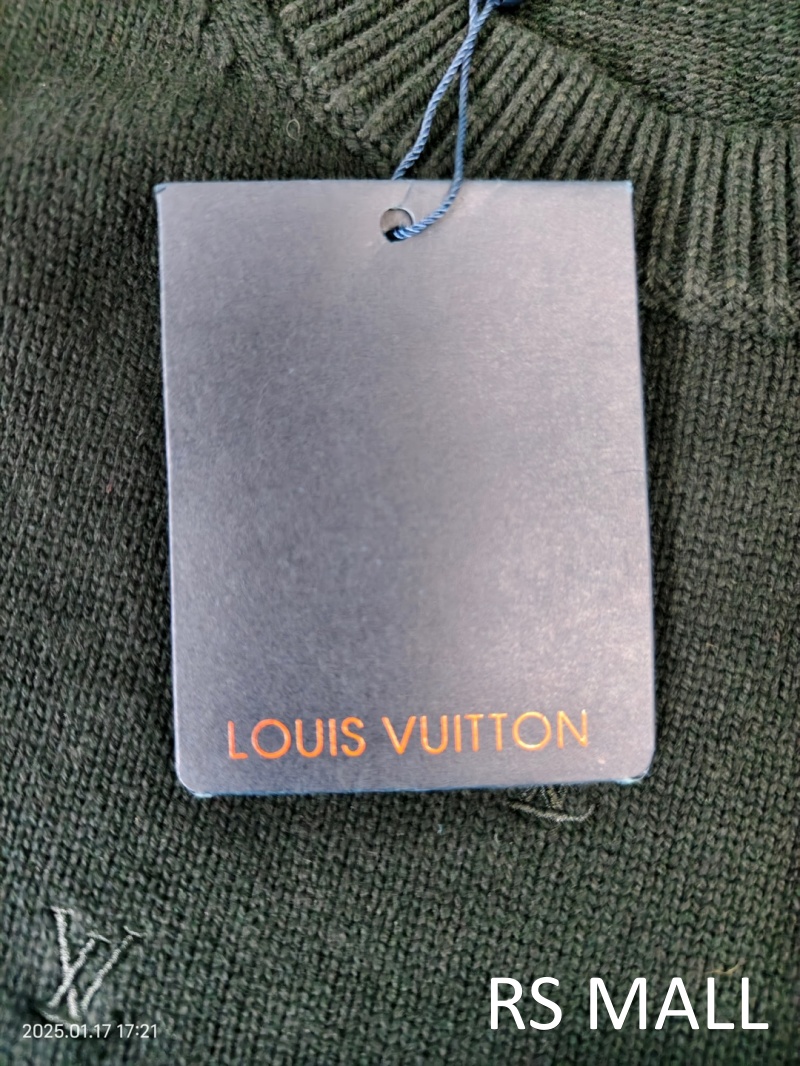 LOUIS VUITTON
LV
2025.01.17 17:21
RS MALL